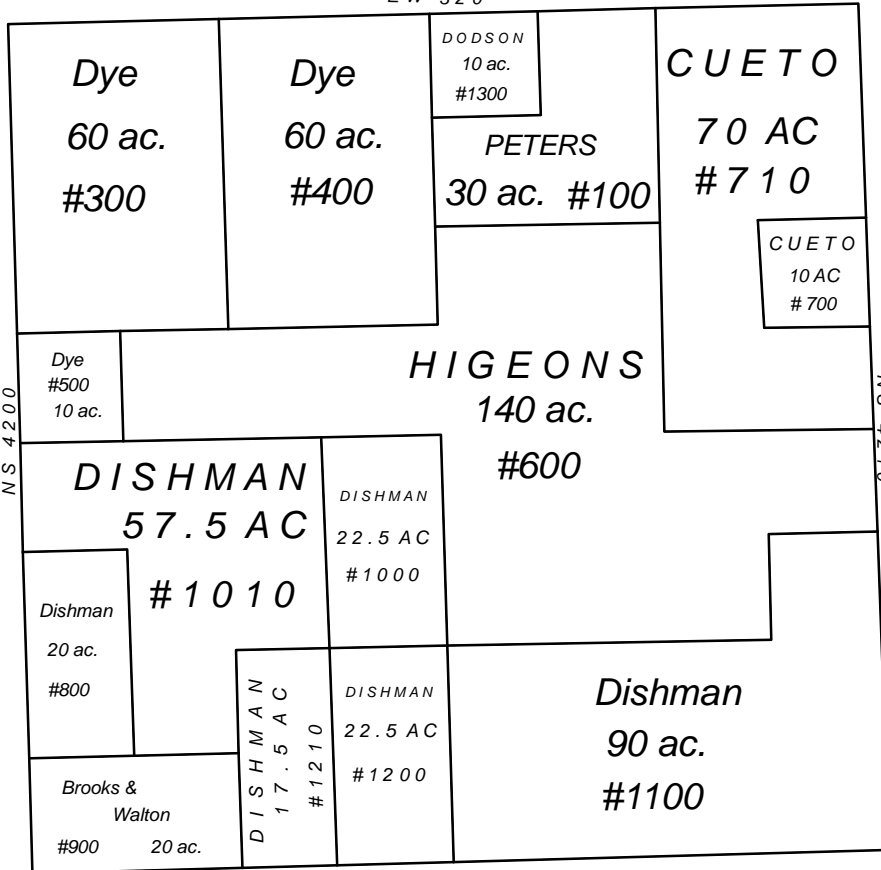 Dye
60 ac.
#300
Dye
60 ac.
#400
DODSON
10 ac.
#1300
PETERS
30 ac. #100
CUETO
70 AC
#710
CUETO
10 AC
#700
Dye
#500
10 ac.
NS 4200
HIGEONS
140 ac.
#600
DISHMAN
57.5 AC
#1010
DISHMAN
22.5 AC
#1000
Dishman
20 ac.
#800
DISHMAN
17.5 AC
#1210
DISHMAN
22.5 AC
#1200
Dishman
90 ac.
#1100
Brooks &
Walton
#900 20 ac.